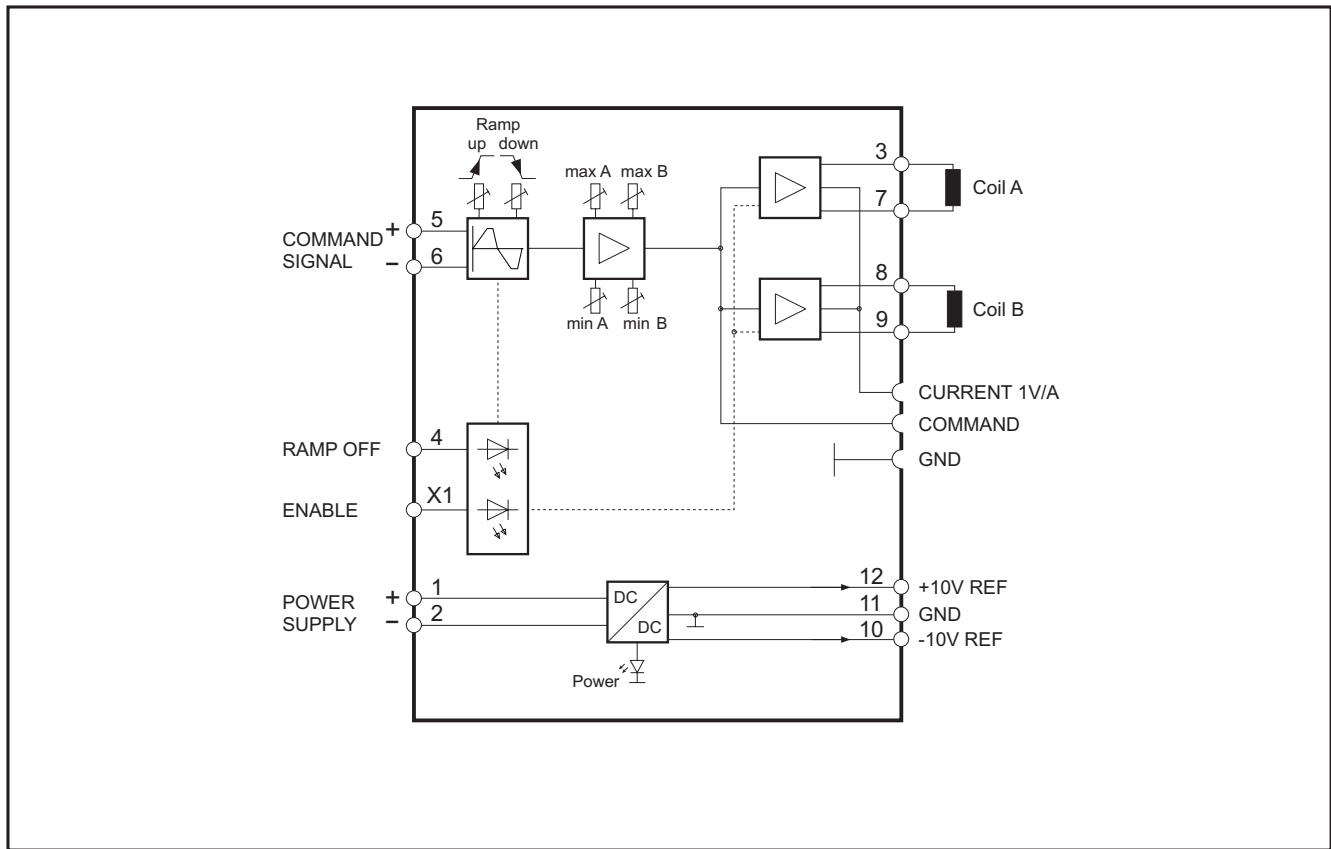 Ramp
up down
max A max B
3
Coil A
7
COMMAND
SIGNAL
+ 5
− 6
min A min B
8
Coil B
9
CURRENT 1V/A
COMMAND
GND
RAMP OFF 4
ENABLE X1
POWER
SUPPLY
+ 1
− 2
DC
DC
12 +10V REF
11 GND
10 -10V REF
Power